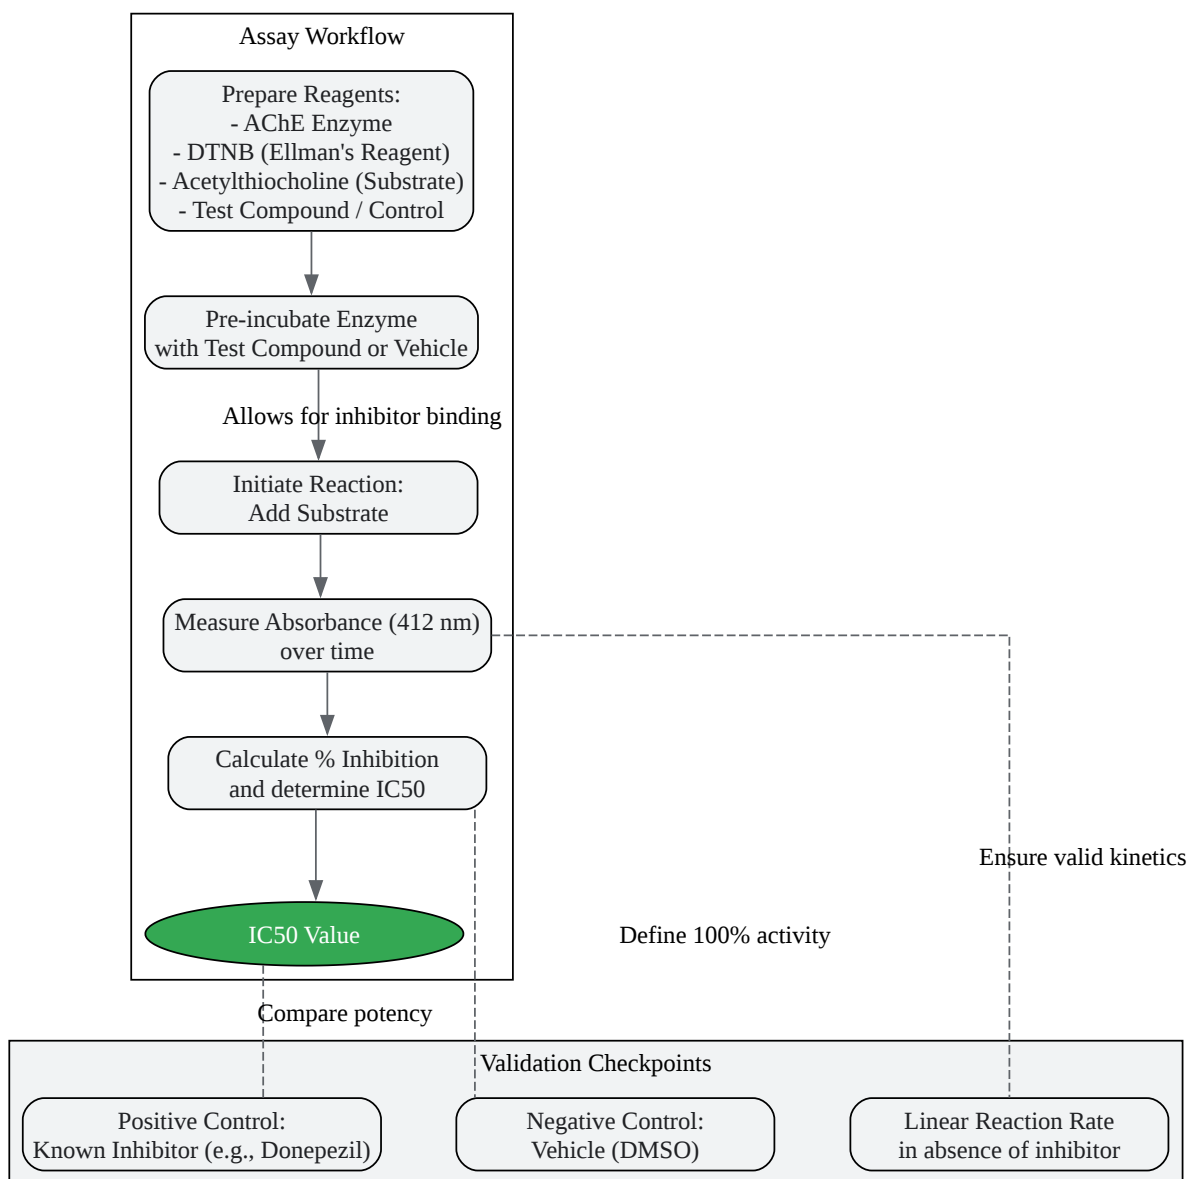 Assay Workflow
Prepare Reagents:
- AChE Enzyme
- DTNB (Ellman's Reagent)
- Acetylthiocholine (Substrate)
- Test Compound / Control
Pre-incubate Enzyme
with Test Compound or Vehicle
Allows for inhibitor binding
Initiate Reaction:
Add Substrate
Measure Absorbance (412 nm)
over time
Calculate % Inhibition
and determine IC50
Ensure valid kinetics
IC50 Value
Define 100% activity
Compare potency
Validation Checkpoints
Positive Control:
Known Inhibitor (e.g., Donepezil)
Negative Control:
Vehicle (DMSO)
Linear Reaction Rate
in absence of inhibitor